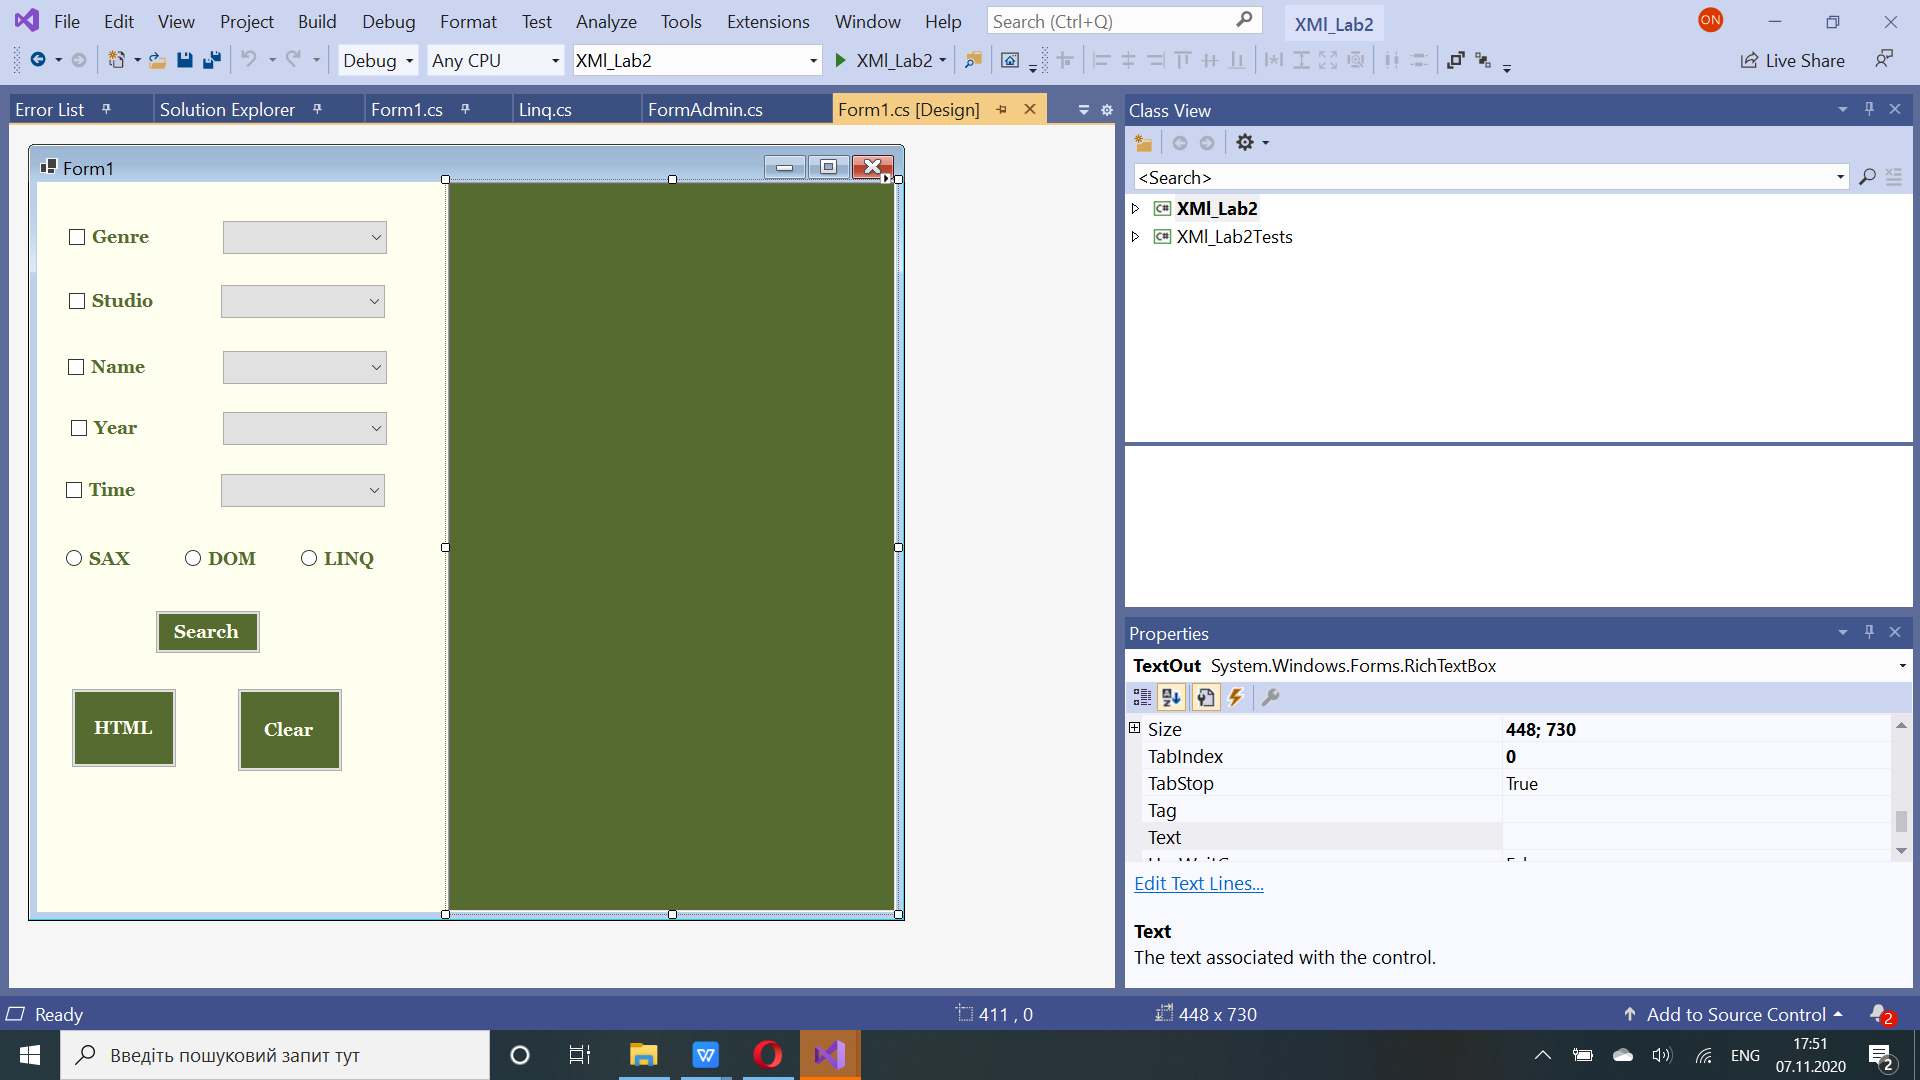 File Edit View Project Build Debug Format Test Analyze Tools Extensions Window Help Search (Ctrl+Q) XMl_Lab2 ON
Debug Any CPU XMl_Lab2 XMl_Lab2 Live Share
Error List Solution Explorer Form1.cs Linq.cs FormAdmin.cs Form1.cs [Design]
Form1
Genre
Studio
Name
Year
Time
SAX DOM LINQ
Search
HTML Clear
Class View
<Search>
C# XMl_Lab2
C# XMl_Lab2Tests
Properties
TextOut System.Windows.Forms.RichTextBox
Size 448; 730
TabIndex 0
TabStop True
Tag
Text
Edit Text Lines...
Text
The text associated with the control.
Ready 411 , 0 448 x 730 Add to Source Control 2
Введіть пошуковий запит тут
ENG 17:51
07.11.2020 2